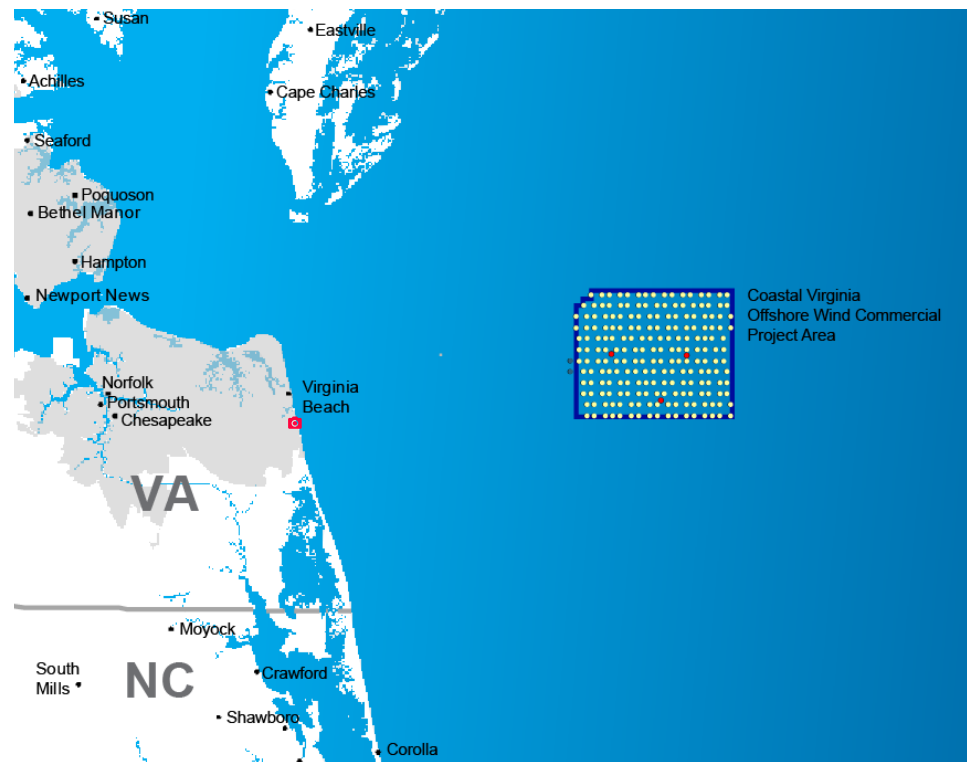 Susan
Eastville
Achilles
Cape Charles
Seaford
Poquoson
Bethel Manor
Hampton
Newport News
Coastal Virginia
Offshore Wind Commercial
Project Area
Norfolk
Virginia
Beach
Portsmouth
Chesapeake
VA
Moyock
South
Mills
NC
Crawford
Shawboro
Corolla